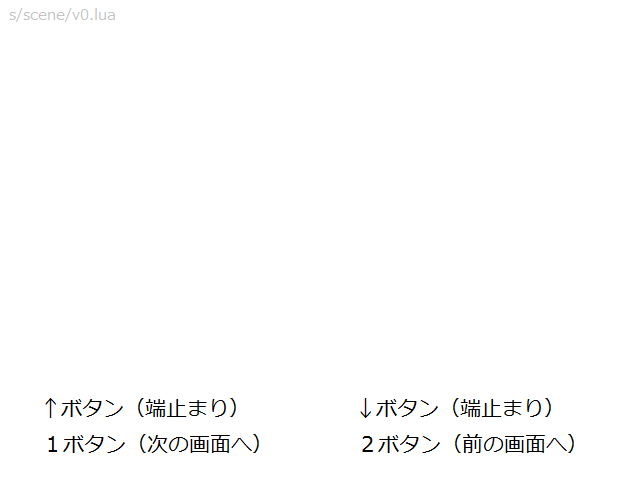 s/scene/v0.lua
↑ボタン（端止まり） ↓ボタン（端止まり）
１ボタン（次の画面へ） ２ボタン（前の画面へ）